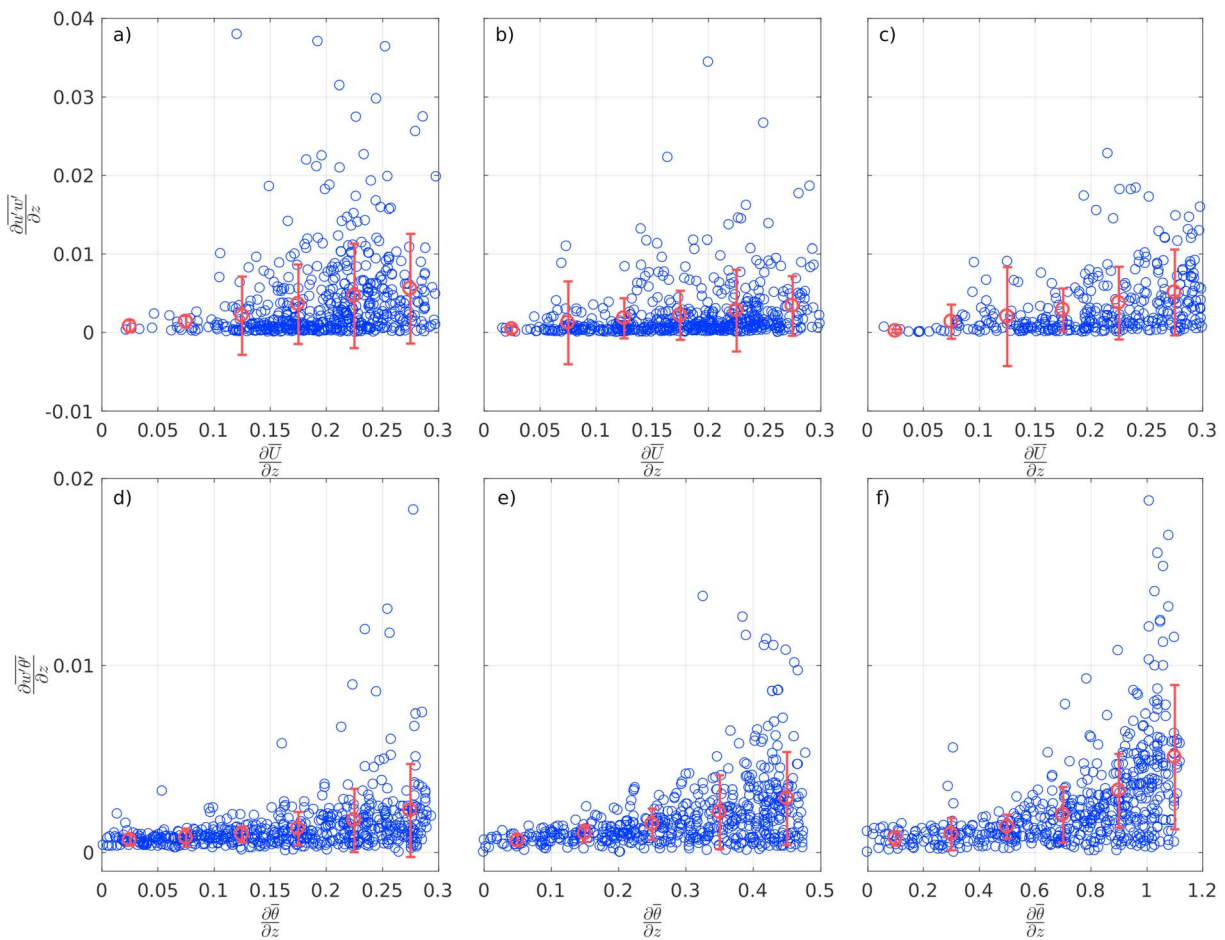 0.04
0.03
0.02
0.01
0
-0.01
a)
b)
c)
∂u′w′‾/∂z
0 0.05 0.1 0.15 0.2 0.25 0.3
0 0.05 0.1 0.15 0.2 0.25 0.3
0 0.05 0.1 0.15 0.2 0.25 0.3
∂U̅/∂z
∂U̅/∂z
∂U̅/∂z
0.02
0.01
0
d)
e)
f)
∂w′θ′‾/∂z
0 0.05 0.1 0.15 0.2 0.25 0.3
0 0.1 0.2 0.3 0.4 0.5
0 0.2 0.4 0.6 0.8 1 1.2
∂θ̅/∂z
∂θ̅/∂z
∂θ̅/∂z